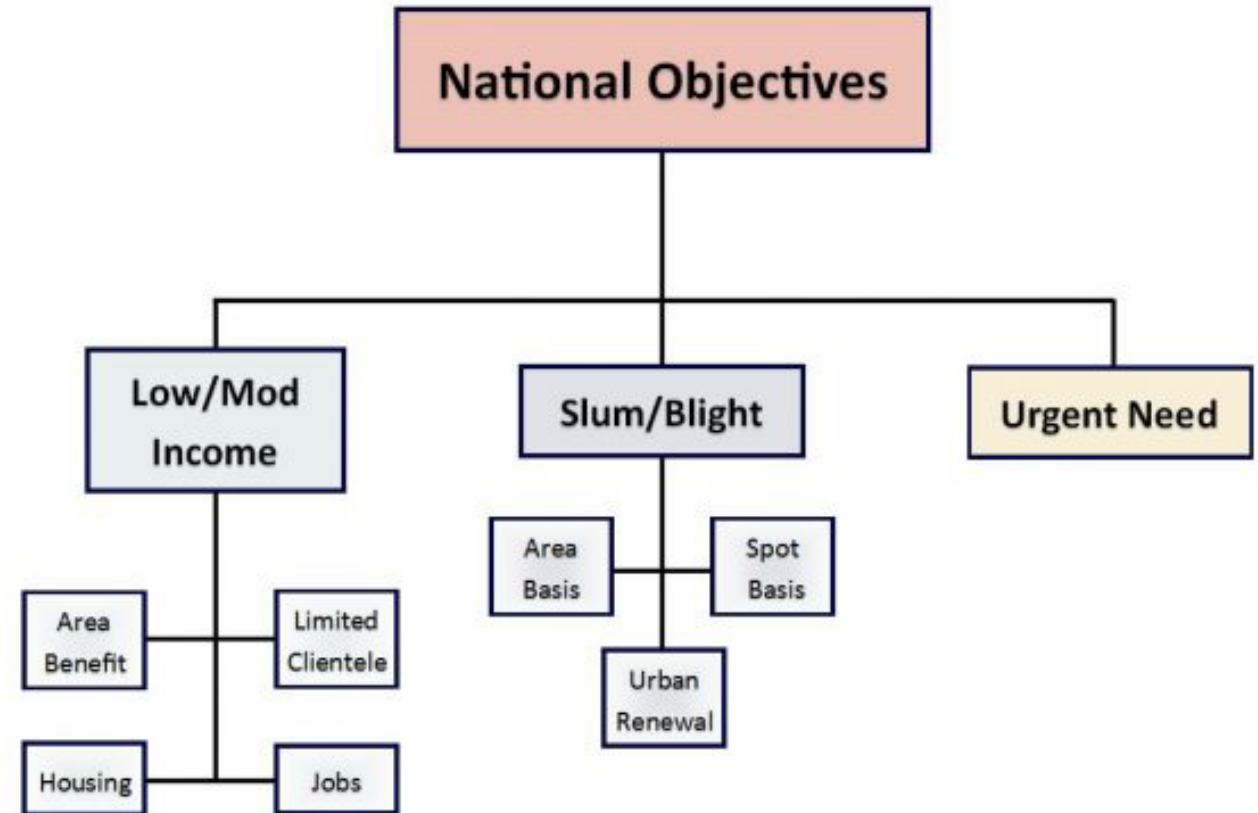 National Objectives
Low/Mod
Income
Slum/Blight
Urgent Need
Area
Benefit
Limited
Clientele
Housing
Jobs
Area
Basis
Spot
Basis
Urban
Renewal